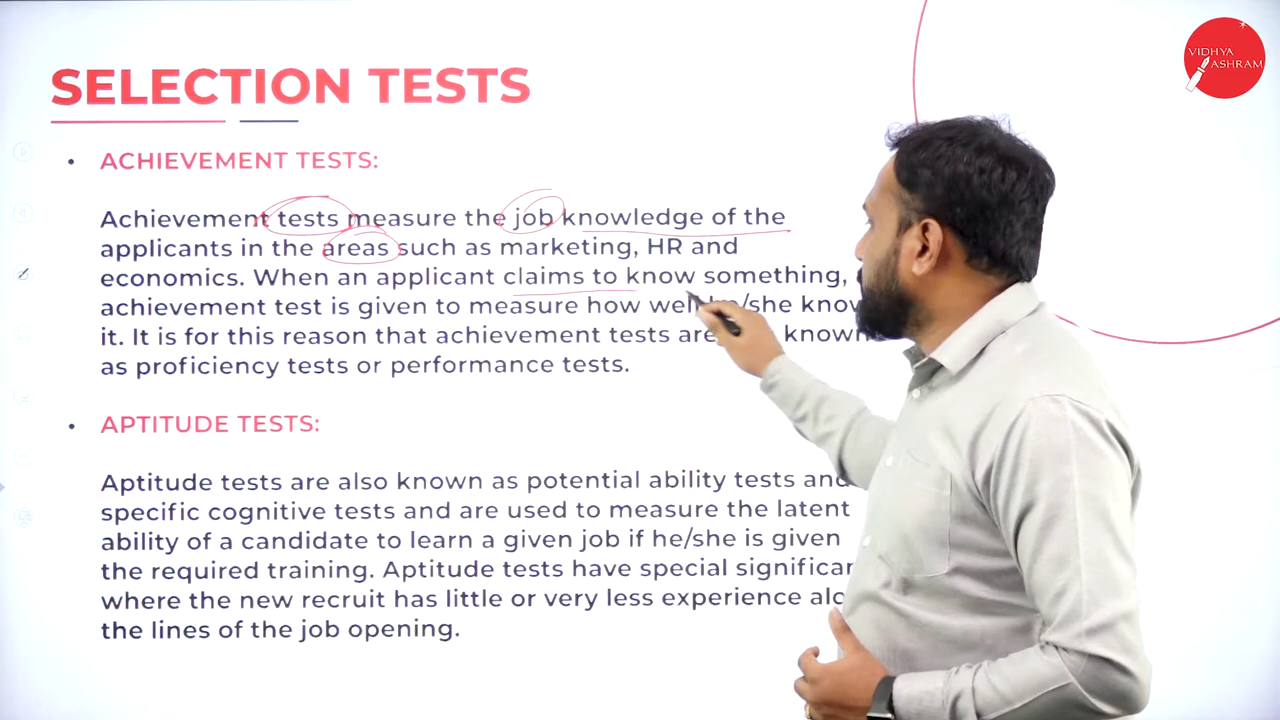 VIDHYA
ASHRAM
SELECTION TESTS
• ACHIEVEMENT TESTS:
Achievement tests measure the job knowledge of the
applicants in the areas such as marketing, HR and
economics. When an applicant claims to know something,
achievement test is given to measure how well /she know
it. It is for this reason that achievement tests are known
as proficiency tests or performance tests.
• APTITUDE TESTS:
Aptitude tests are also known as potential ability tests and
specific cognitive tests and are used to measure the latent
ability of a candidate to learn a given job if he/she is given
the required training. Aptitude tests have special significan
where the new recruit has little or very less experience alo
the lines of the job opening.